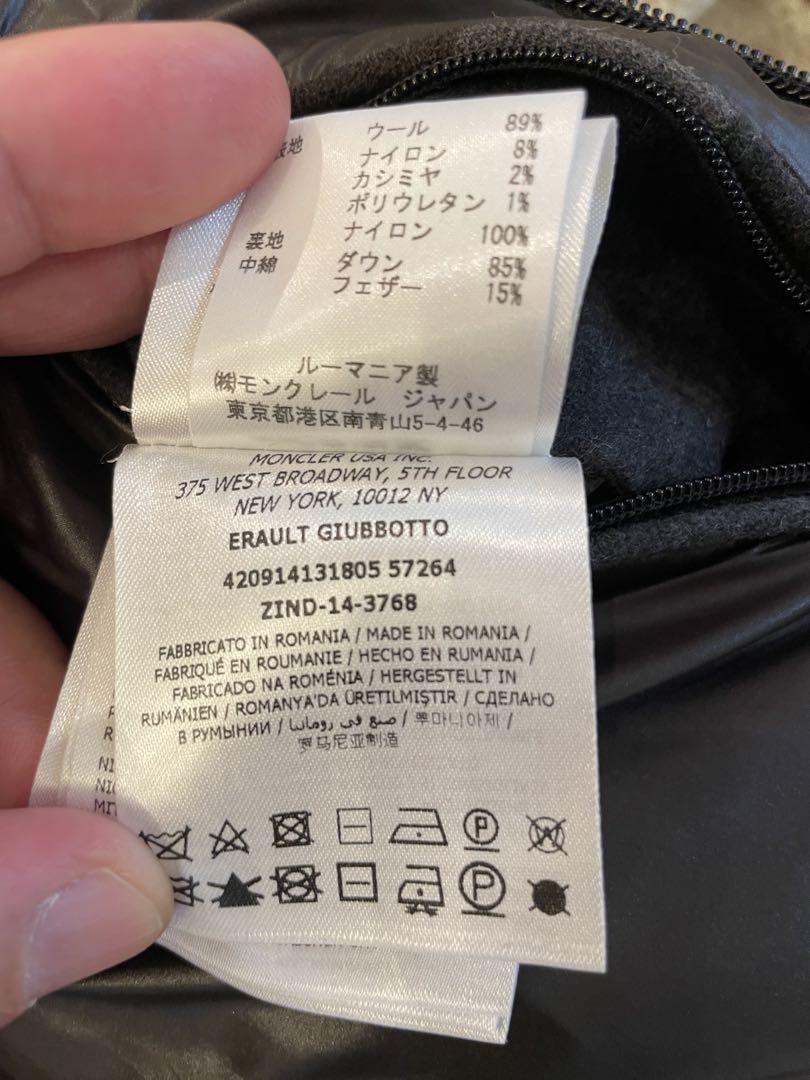 ウール 89%
ナイロン 8%
カシミヤ 2%
ポリウレタン 1%
裏地 ナイロン 100%
中綿 ダウン 85%
フェザー 15%
ルーマニア製
㈱モンクレール ジャパン
東京都港区南青山5-4-46
MONCLER USA INC.
375 WEST BROADWAY, 5TH FLOOR
NEW YORK, 10012 NY
ERAULT GIUBBOTTO
420914131805 57264
ZIND-14-3768
FABBRICATO IN ROMANIA / MADE IN ROMANIA /
FABRIQUÉ EN ROUMANIE / HECHO EN RUMANIA /
FABRICADO NA ROMÉNIA / HERGESTELLT IN
RUMÄNIEN / ROMANYA'DA ÜRETILMIŞTIR / СДЕЛАНО
В РУМЫНИИ / صنع في رومانيا / 루마니아제 /
罗马尼亚制造
P W
P